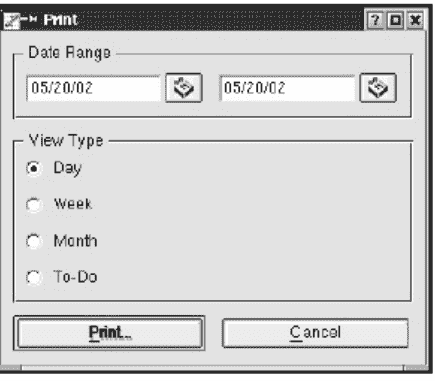 Print
Date Range
05/20/02 05/20/02
View Type
Day
Week
Month
To-Do
Print... Cancel